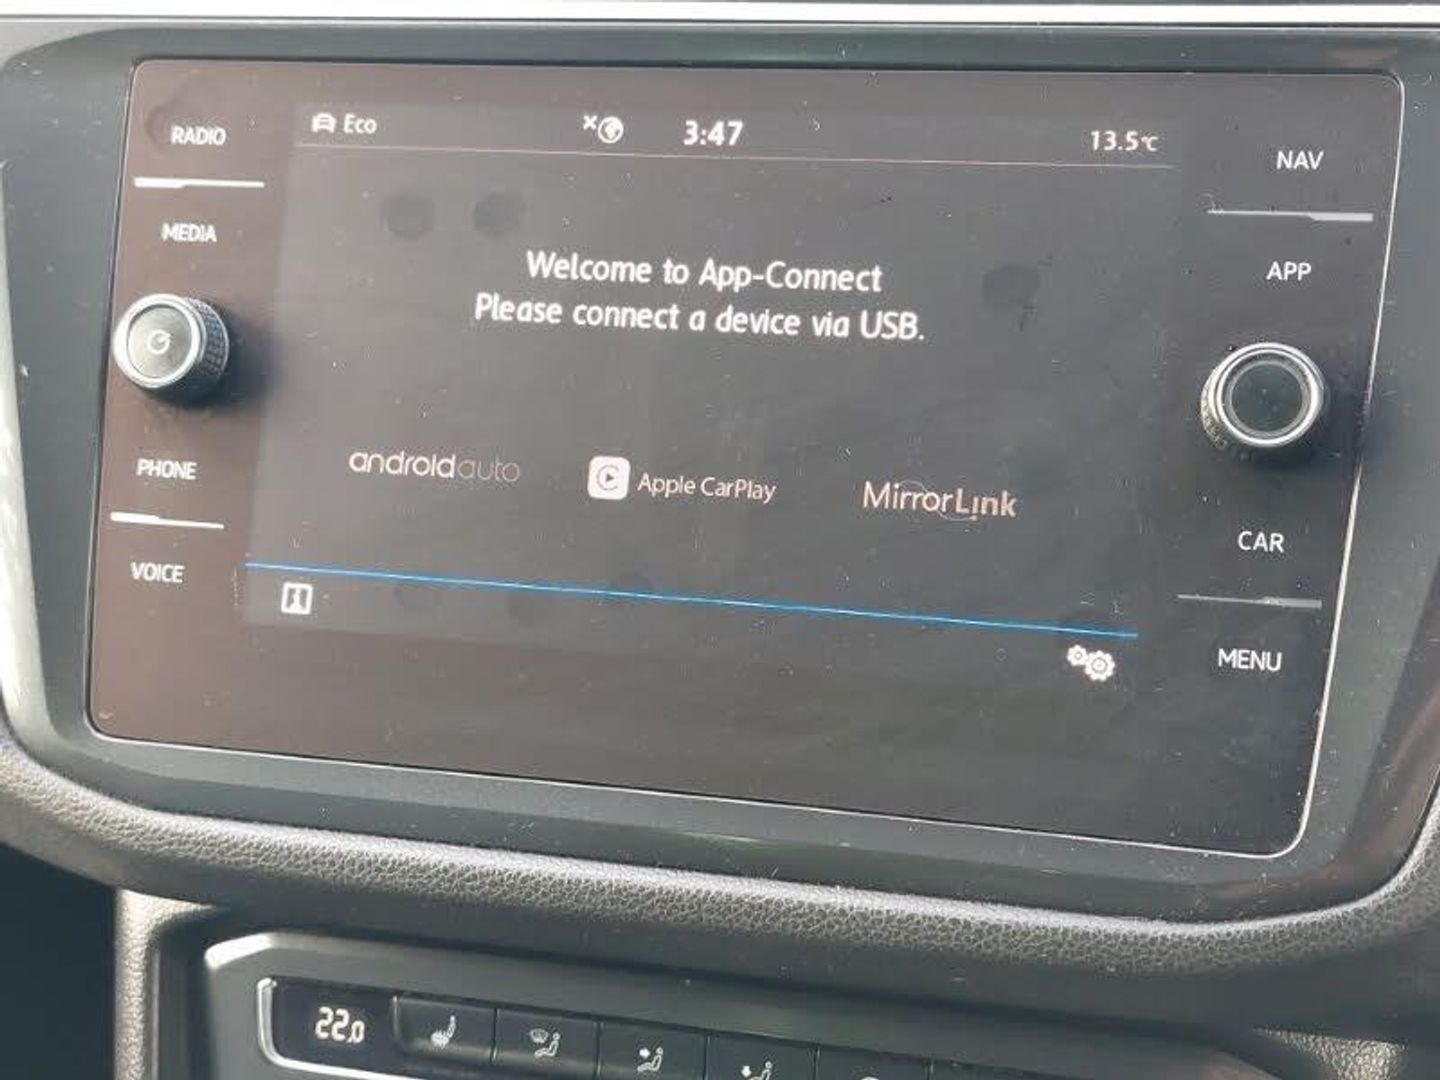 RADIO
MEDIA
PHONE
VOICE
Eco
3:47
13.5°C
Welcome to App-Connect
Please connect a device via USB.
androidauto
Apple CarPlay
MirrorLink
NAV
APP
CAR
MENU
22.0